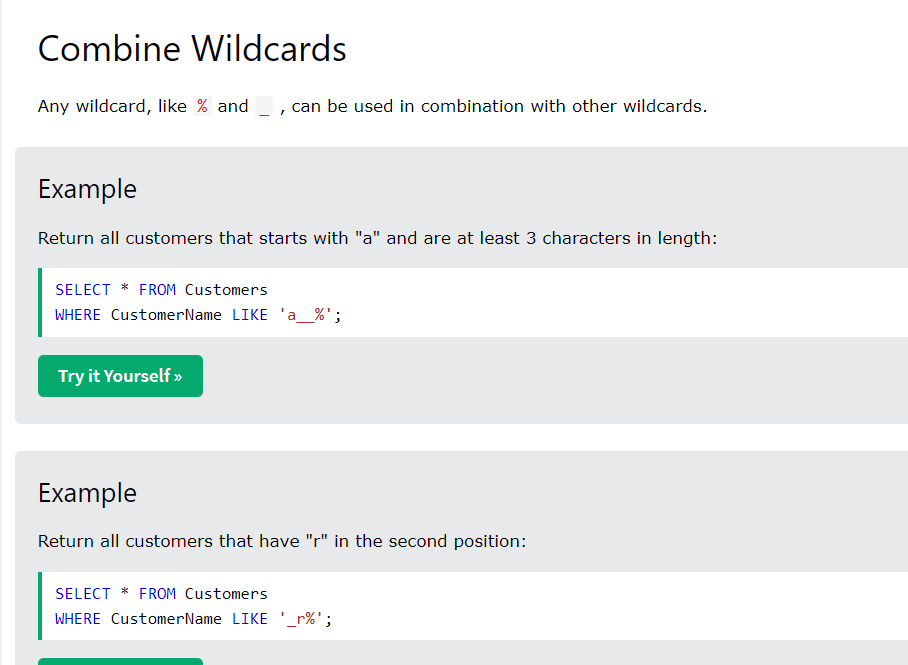 Combine Wildcards
Any wildcard, like % and _ , can be used in combination with other wildcards.
Example
Return all customers that starts with "a" and are at least 3 characters in length:
SELECT * FROM Customers
WHERE CustomerName LIKE 'a__%';
Try it Yourself »
Example
Return all customers that have "r" in the second position:
SELECT * FROM Customers
WHERE CustomerName LIKE '_r%';